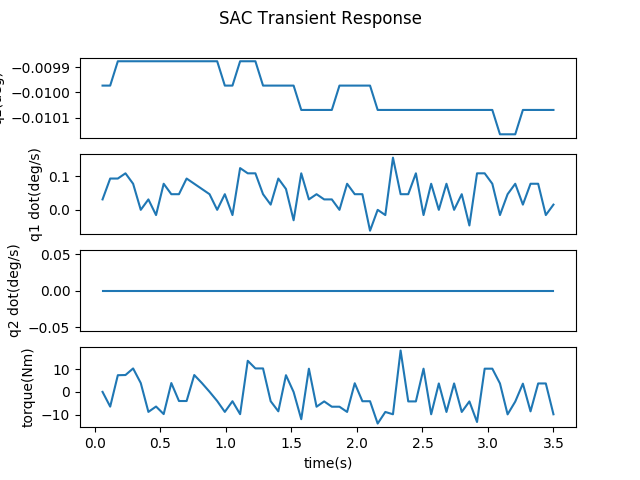 SAC Transient Response
−0.0099
−0.0100
−0.0101
q1 dot(deg/s)
0.1
0.0
q2 dot(deg/s)
0.05
0.00
−0.05
torque(Nm)
10
0
−10
0.0 0.5 1.0 1.5 2.0 2.5 3.0 3.5
time(s)